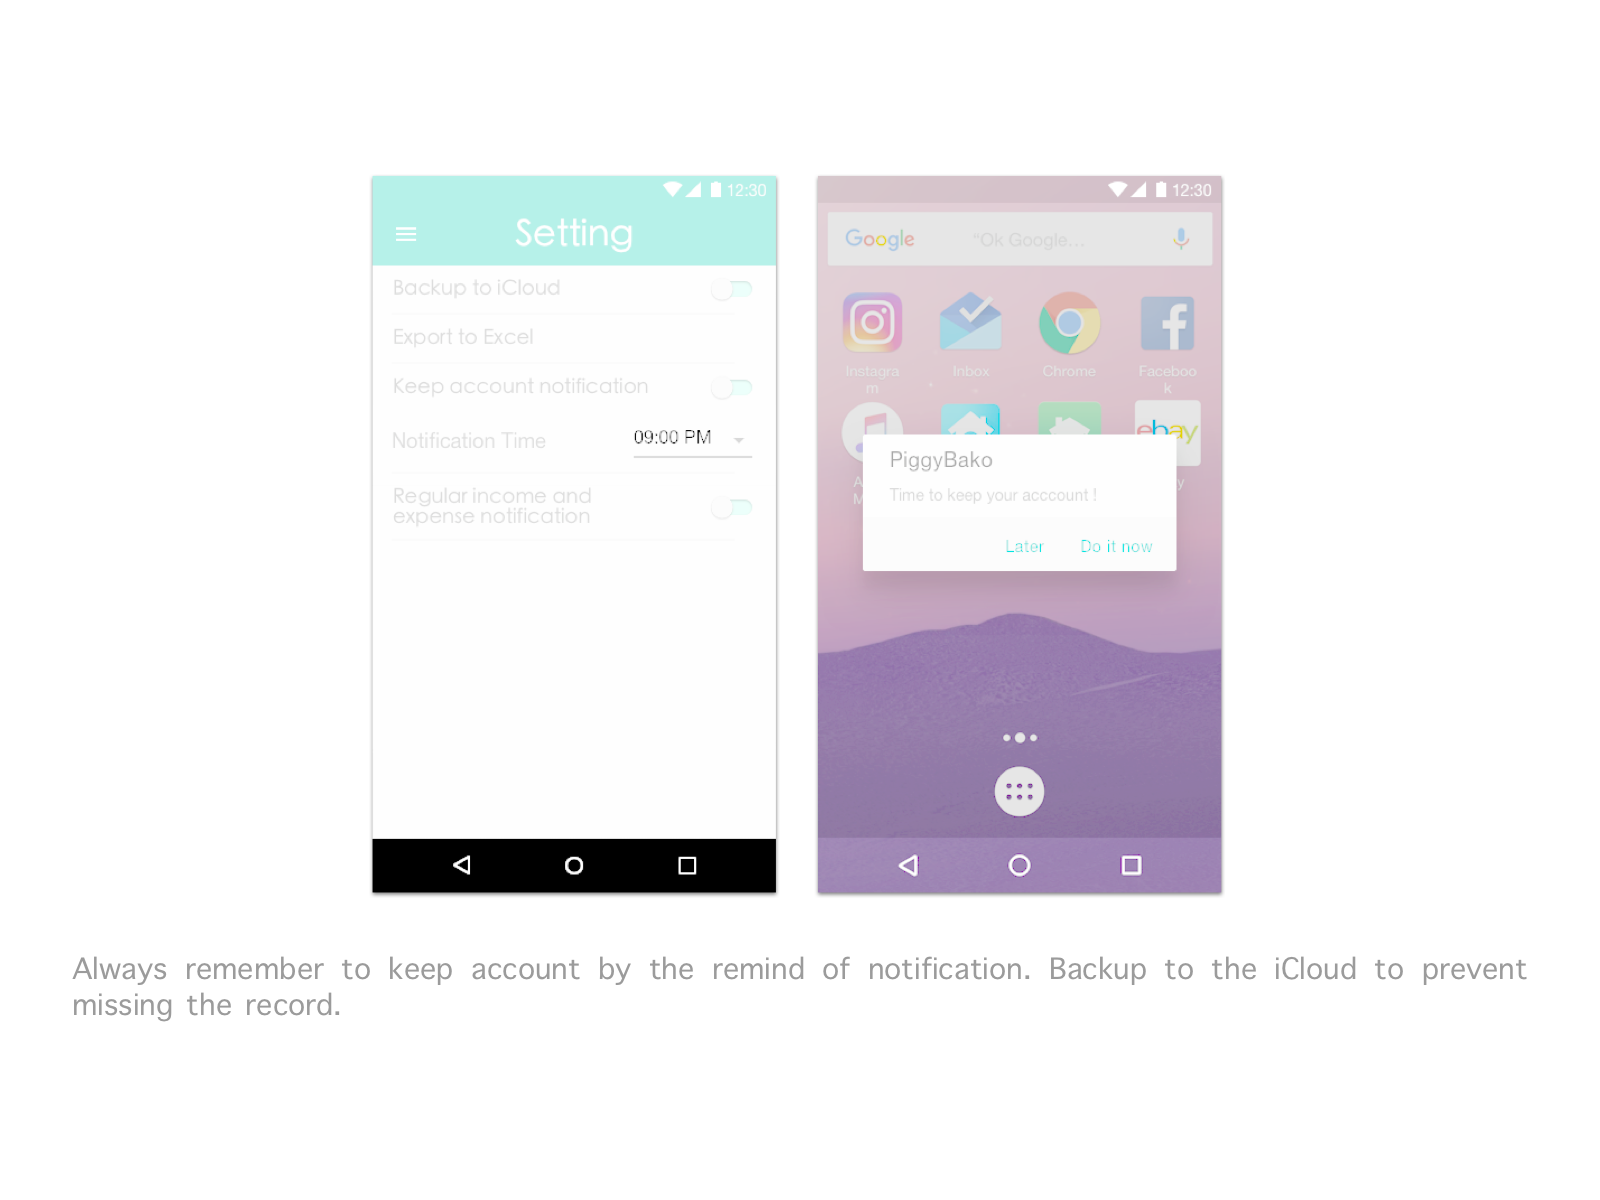 12:30
Setting
Backup to iCloud
Export to Excel
Keep account notification
Notification Time 09:00 PM
Regular income and
expense notification
12:30
Google "Ok Google...
Instagra
m
Inbox
Chrome
Faceboo
k
ebay
PiggyBako
Time to keep your acccount !
Later Do it now
Always remember to keep account by the remind of notification. Backup to the iCloud to prevent
missing the record.